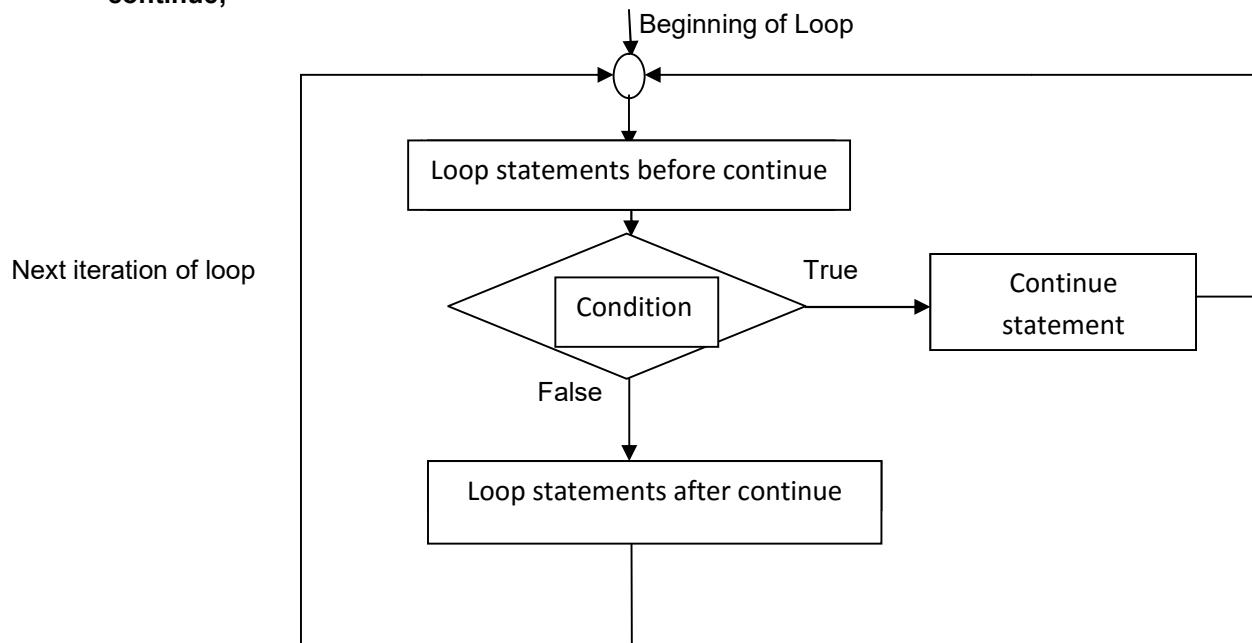 continue;
Beginning of Loop
Loop statements before continue
Next iteration of loop
True
Condition
Continue
statement
False
Loop statements after continue